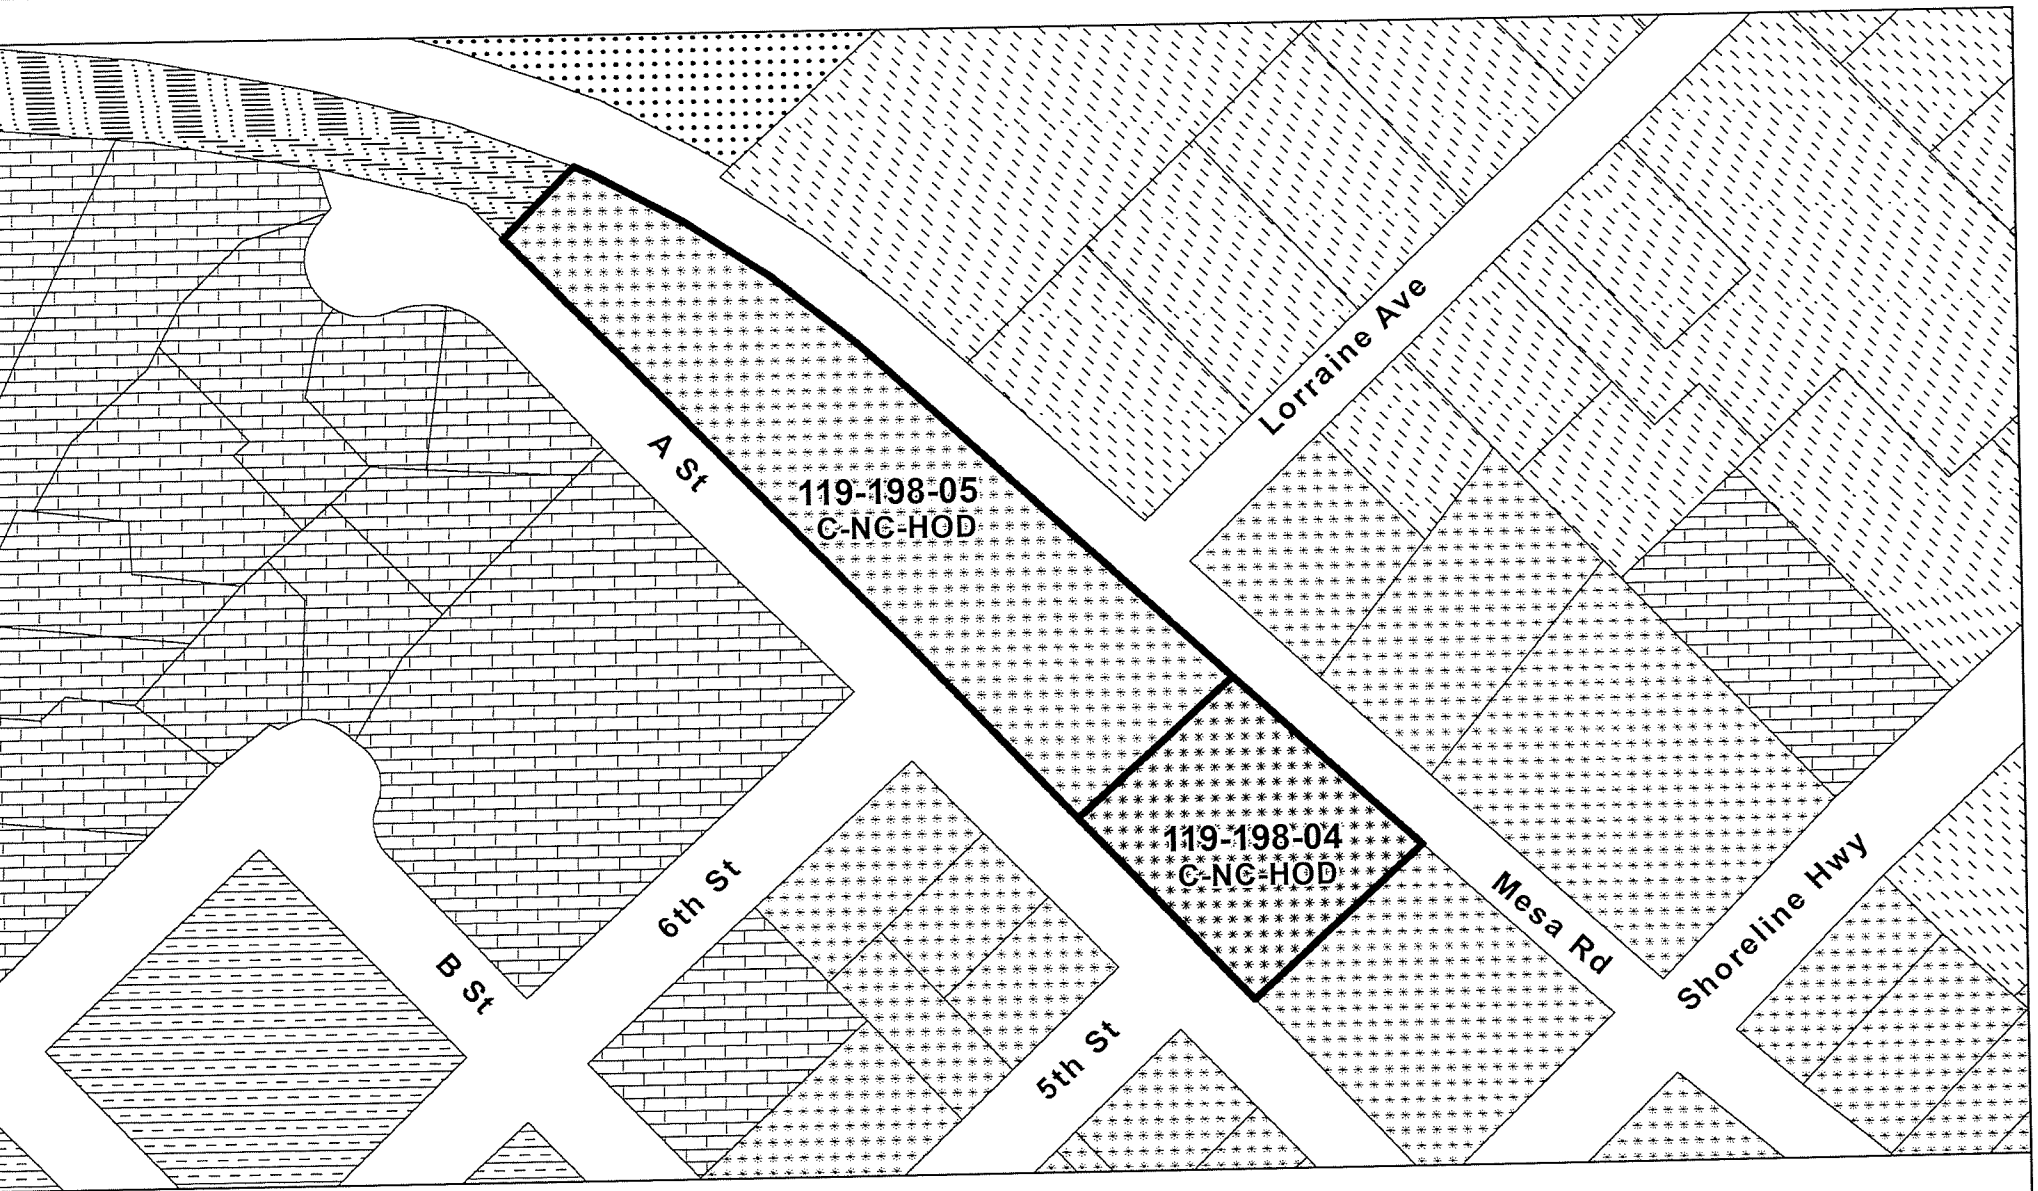 Lorraine Ave
A St
119-198-05
C-NC-HOD
119-198-04
C-NC-HOD
6th St
B St
Mesa Rd
Shoreline Hwy
5th St